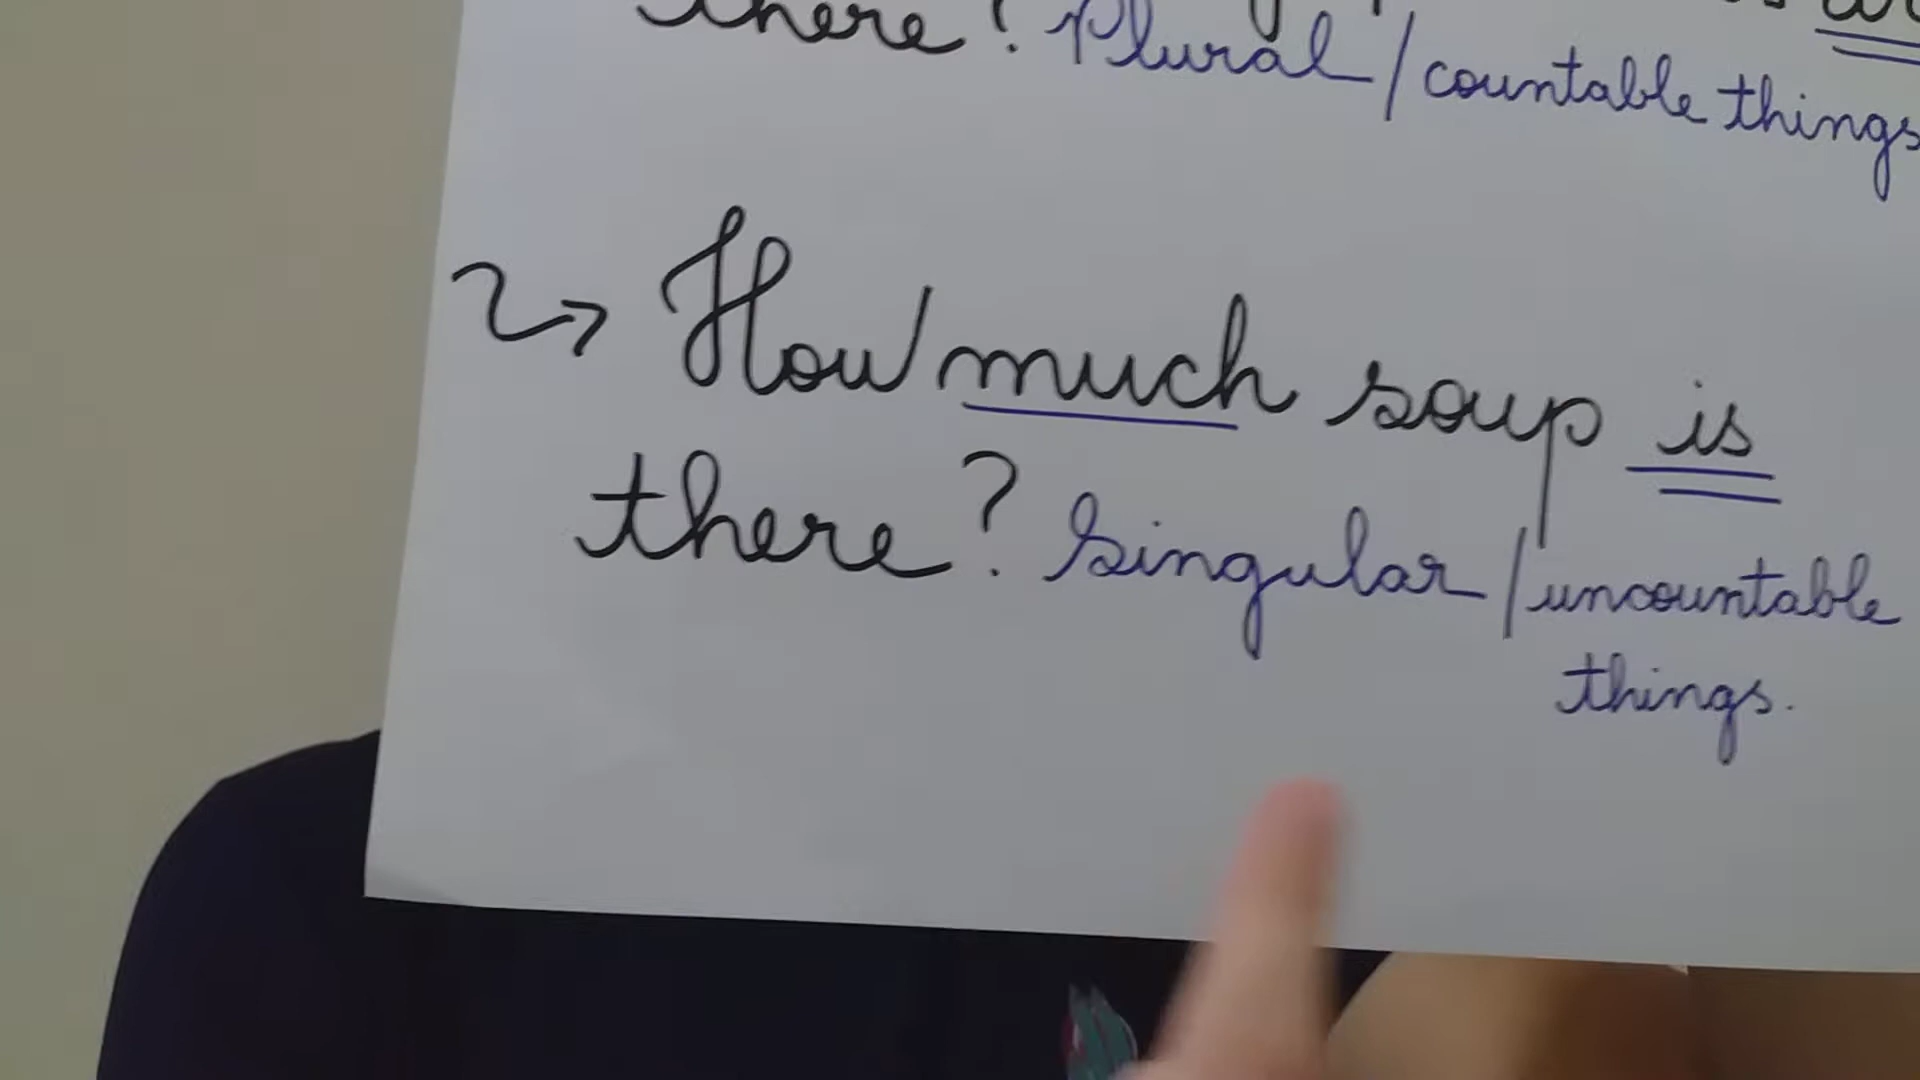 there? Plural/countable things
How much soup is
there? Singular/uncountable
things.